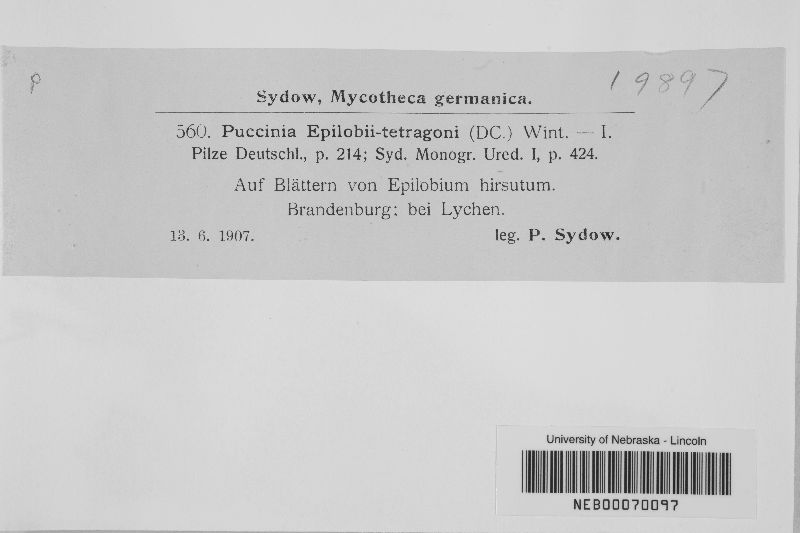 P
19897
Sydow, Mycotheca germanica.
560. Puccinia Epilobii-tetragoni (DC.) Wint. — I.
Pilze Deutschl., p. 214; Syd. Monogr. Ured. I, p. 424.
Auf Blättern von Epilobium hirsutum.
Brandenburg; bei Lychen.
13. 6. 1907. leg. P. Sydow.
University of Nebraska - Lincoln
NEB00070097